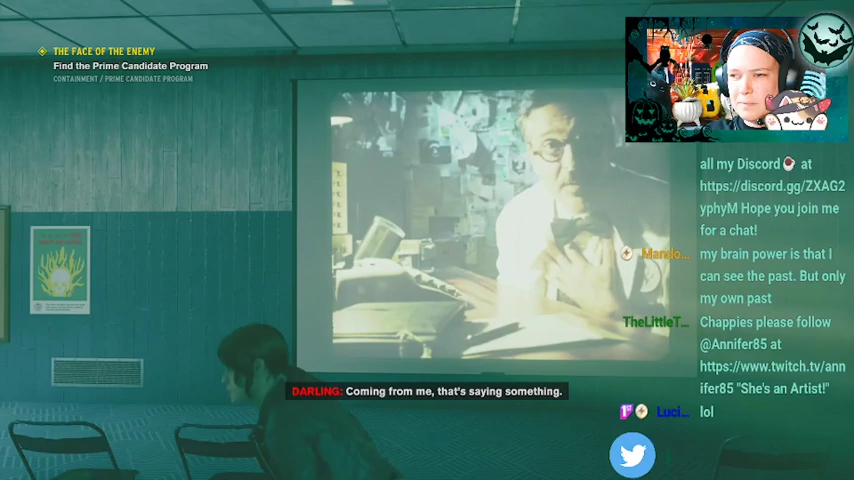 THE FACE OF THE ENEMY
Find the Prime Candidate Program
CONTAINMENT / PRIME CANDIDATE PROGRAM
DARLING: Coming from me, that's saying something.
all my Discord at
https://discord.gg/ZXAG2
yphyM Hope you join me
for a chat!
Mando... my brain power is that I
can see the past. But only
my own past
TheLittleT... Chappies please follow
@Annifer85 at
https://www.twitch.tv/ann
ifer85 "She's an Artist!"
Luci... lol